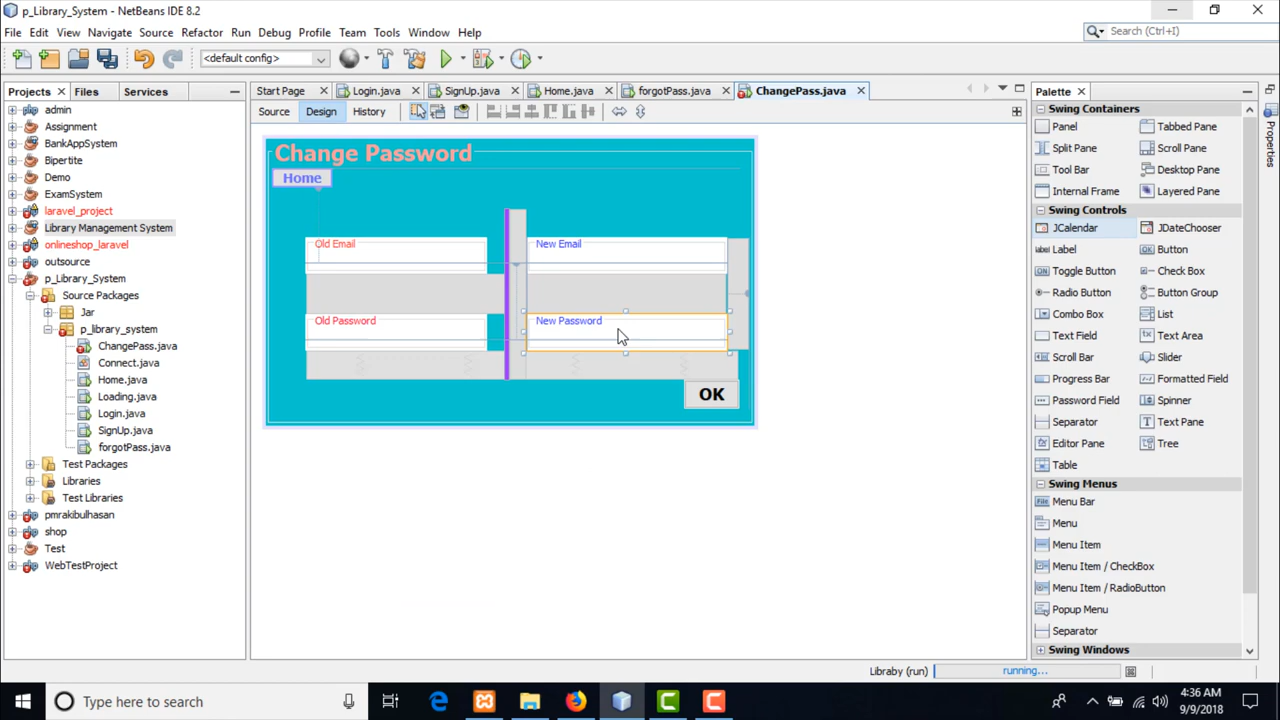 p_Library_System - NetBeans IDE 8.2
File Edit View Navigate Source Refactor Run Debug Profile Team Tools Window Help
Search (Ctrl+I)
<default config>
Projects Files Services
Start Page Login.java SignUp.java Home.java forgotPass.java ChangePass.java
Source Design History
admin
Assignment
BankAppSystem
Bipertite
Demo
ExamSystem
laravel_project
Library Management System
onlineshop_laravel
outsource
p_Library_System
Source Packages
Jar
p_library_system
ChangePass.java
Connect.java
Home.java
Loading.java
Login.java
SignUp.java
forgotPass.java
Test Packages
Libraries
Test Libraries
pmrakibulhasan
shop
Test
WebTestProject
Change Password
Home
Old Email
New Email
Old Password
New Password
OK
Palette
Swing Containers
Panel Tabbed Pane
Split Pane Scroll Pane
Tool Bar Desktop Pane
Internal Frame Layered Pane
Swing Controls
JCalendar JDateChooser
Label Button
Toggle Button Check Box
Radio Button Button Group
Combo Box List
Text Field Text Area
Scroll Bar Slider
Progress Bar Formatted Field
Password Field Spinner
Separator Text Pane
Editor Pane Tree
Table
Swing Menus
Menu Bar
Menu
Menu Item
Menu Item / CheckBox
Menu Item / RadioButton
Popup Menu
Separator
Swing Windows
Properties
Libraby (run) running...
Type here to search
4:36 AM
9/9/2018